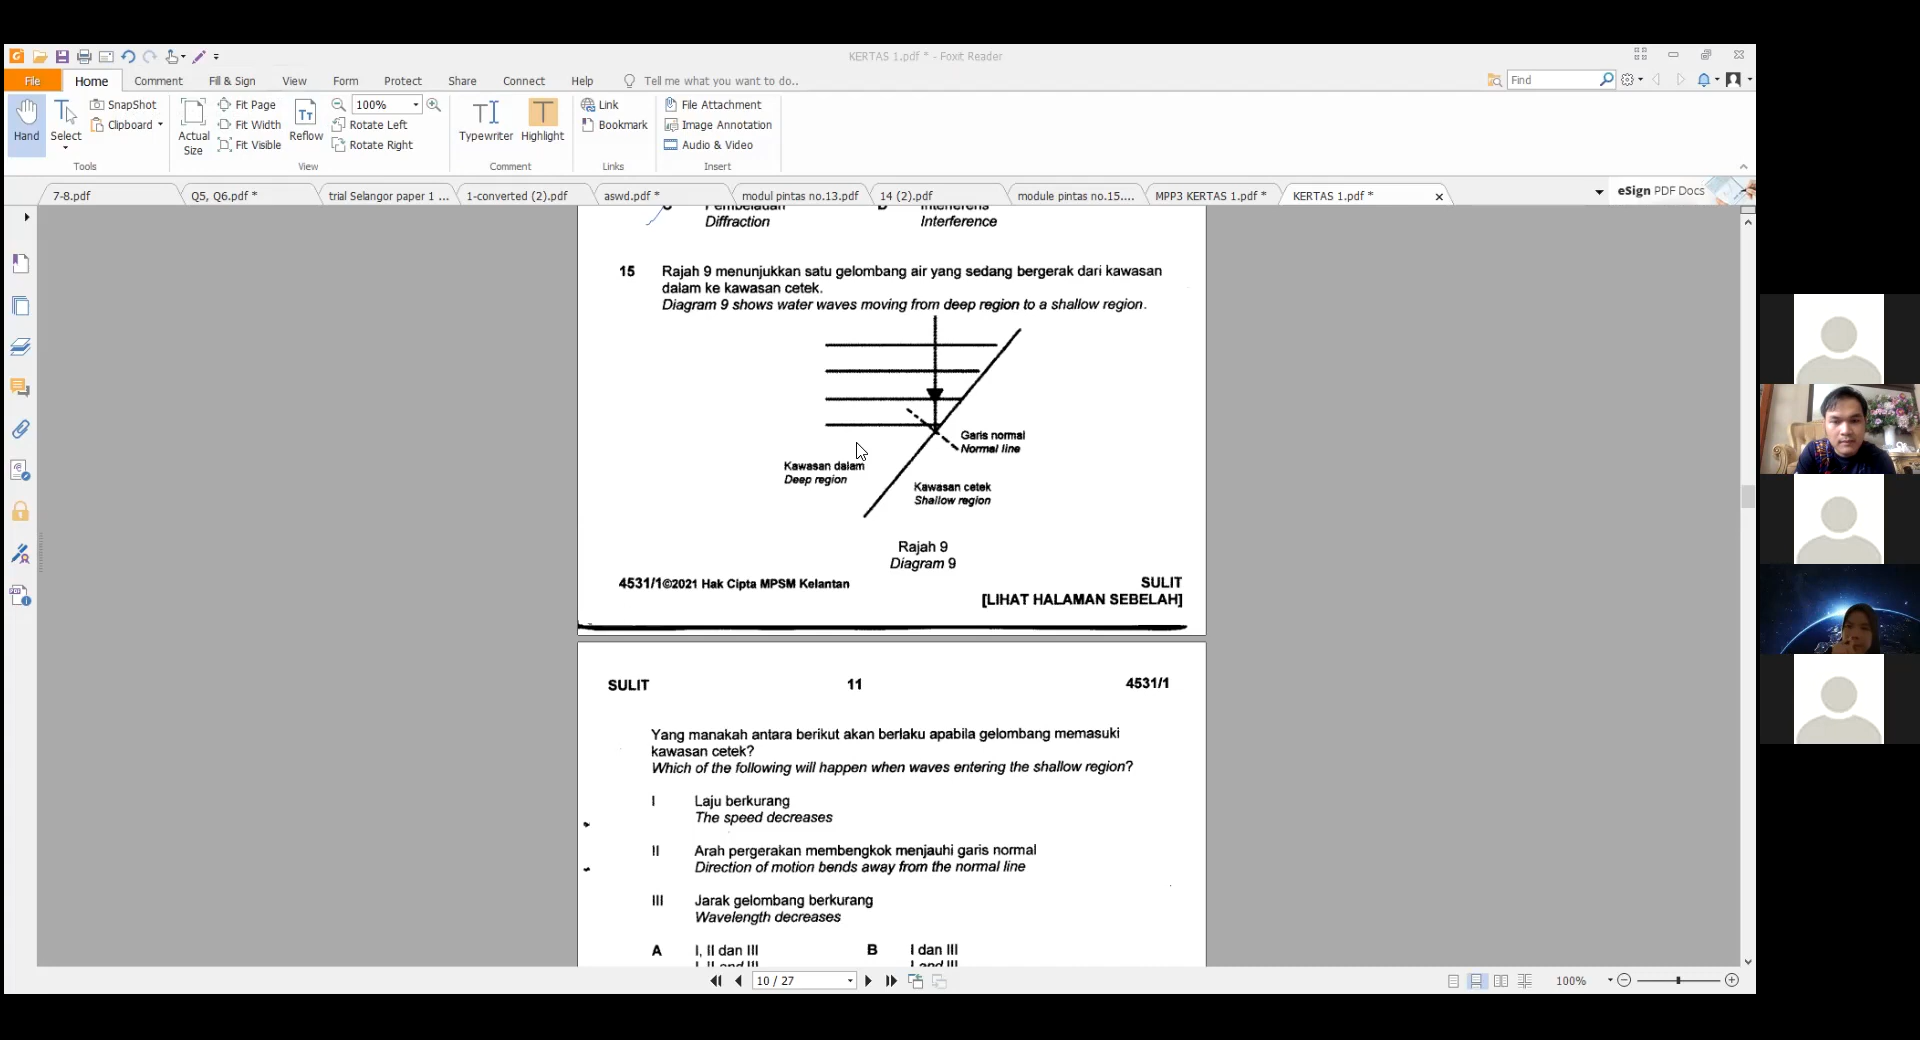 KERTAS 1.pdf * - Foxit Reader
File Home Comment Fill & Sign View Form Protect Share Connect Help Tell me what you want to do.. Find
Hand
Select
SnapShot
Clipboard
Tools
Actual Size
Fit Page
Fit Width
Fit Visible
Reflow
100%
Rotate Left
Rotate Right
View
Typewriter
Highlight
Comment
Link
Bookmark
Links
File Attachment
Image Annotation
Audio & Video
Insert
7-8.pdf Q5, Q6.pdf * trial Selangor paper 1 ... 1-converted (2).pdf aswd.pdf * modul pintas no.13.pdf 14 (2).pdf module pintas no.15.... MPP3 KERTAS 1.pdf * KERTAS 1.pdf *
eSign PDF Docs
Diffraction Interference
15 Rajah 9 menunjukkan satu gelombang air yang sedang bergerak dari kawasan
dalam ke kawasan cetek.
Diagram 9 shows water waves moving from deep region to a shallow region.
Garis normal
Normal line
Kawasan dalam
Deep region
Kawasan cetek
Shallow region
Rajah 9
Diagram 9
4531/1©2021 Hak Cipta MPSM Kelantan SULIT
[LIHAT HALAMAN SEBELAH]
SULIT 11 4531/1
Yang manakah antara berikut akan berlaku apabila gelombang memasuki
kawasan cetek?
Which of the following will happen when waves entering the shallow region?
I Laju berkurang
The speed decreases
II Arah pergerakan membengkok menjauhi garis normal
Direction of motion bends away from the normal line
III Jarak gelombang berkurang
Wavelength decreases
A I, II dan III B I dan III
10 / 27
100%